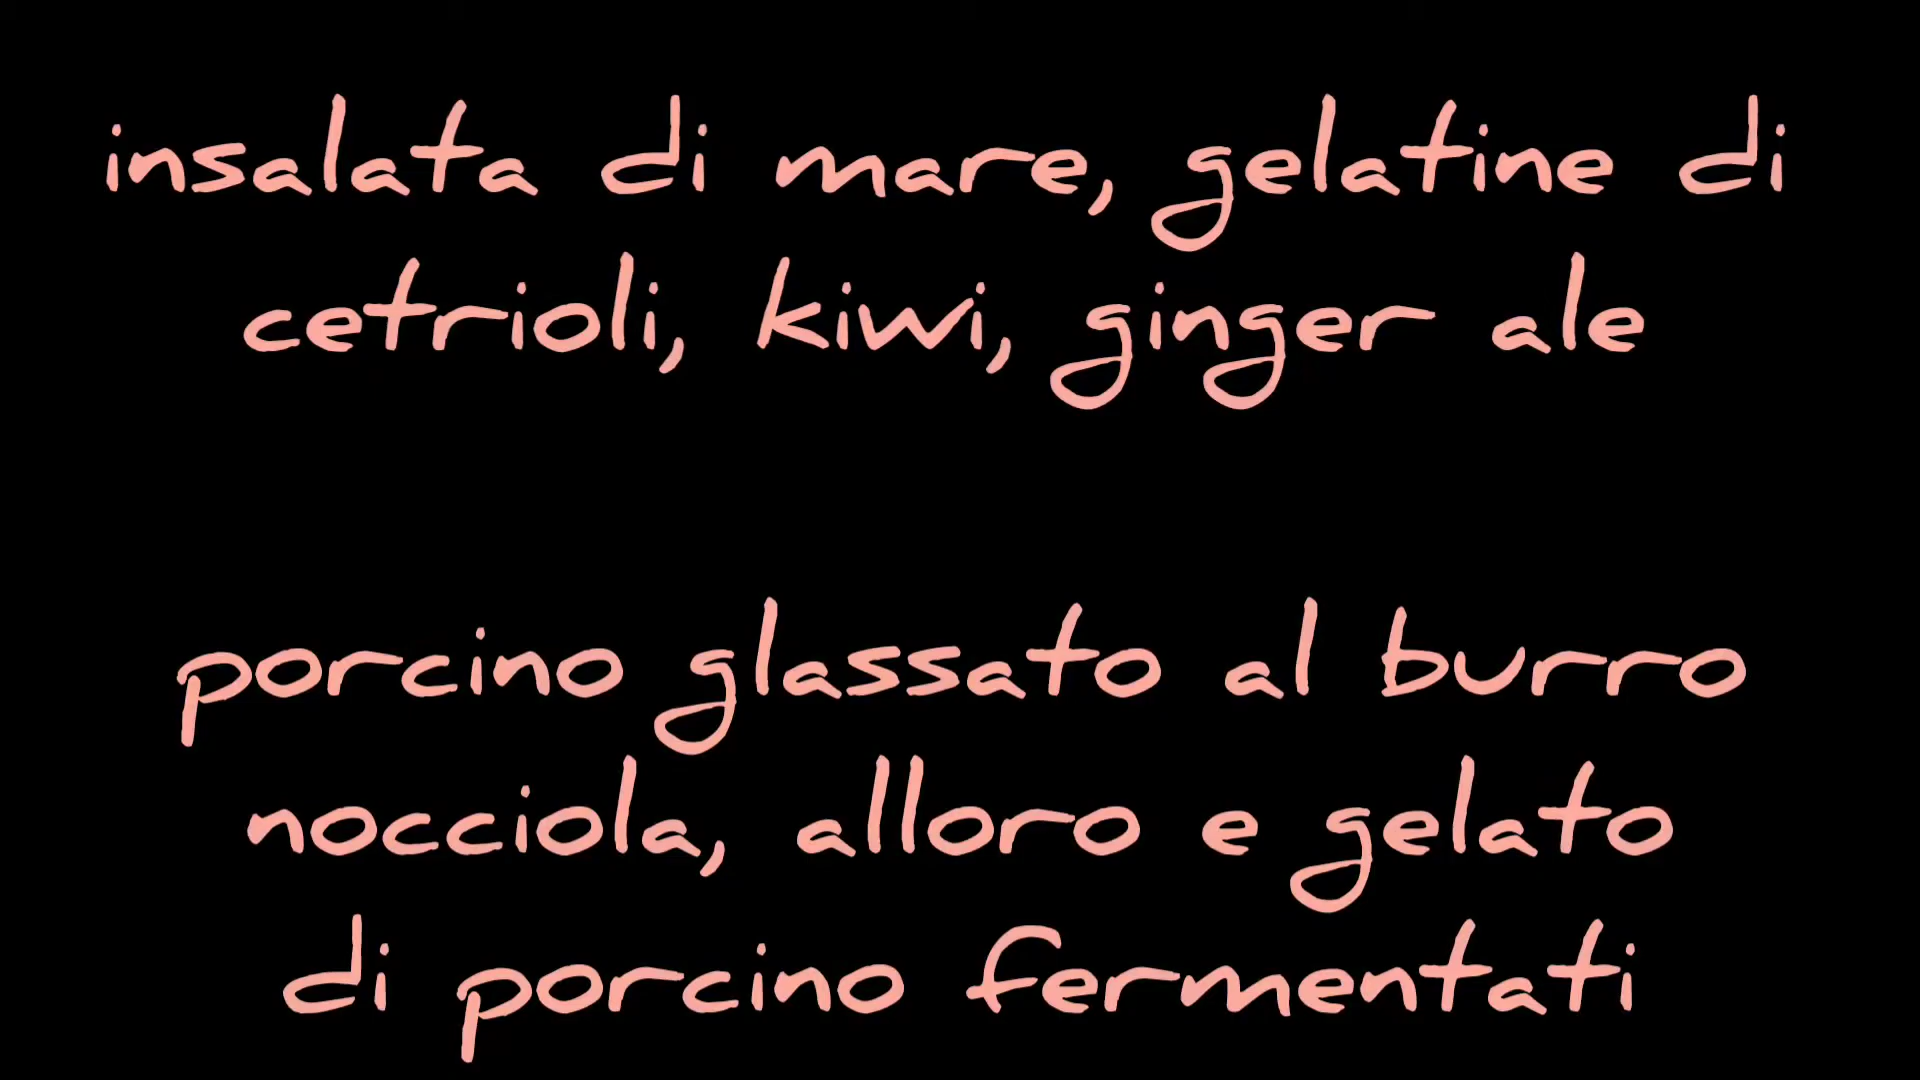 insalata di mare, gelatine di
cetrioli, kiwi, ginger ale
porcino glassato al burro
nocciola, alloro e gelato
di porcino fermentati